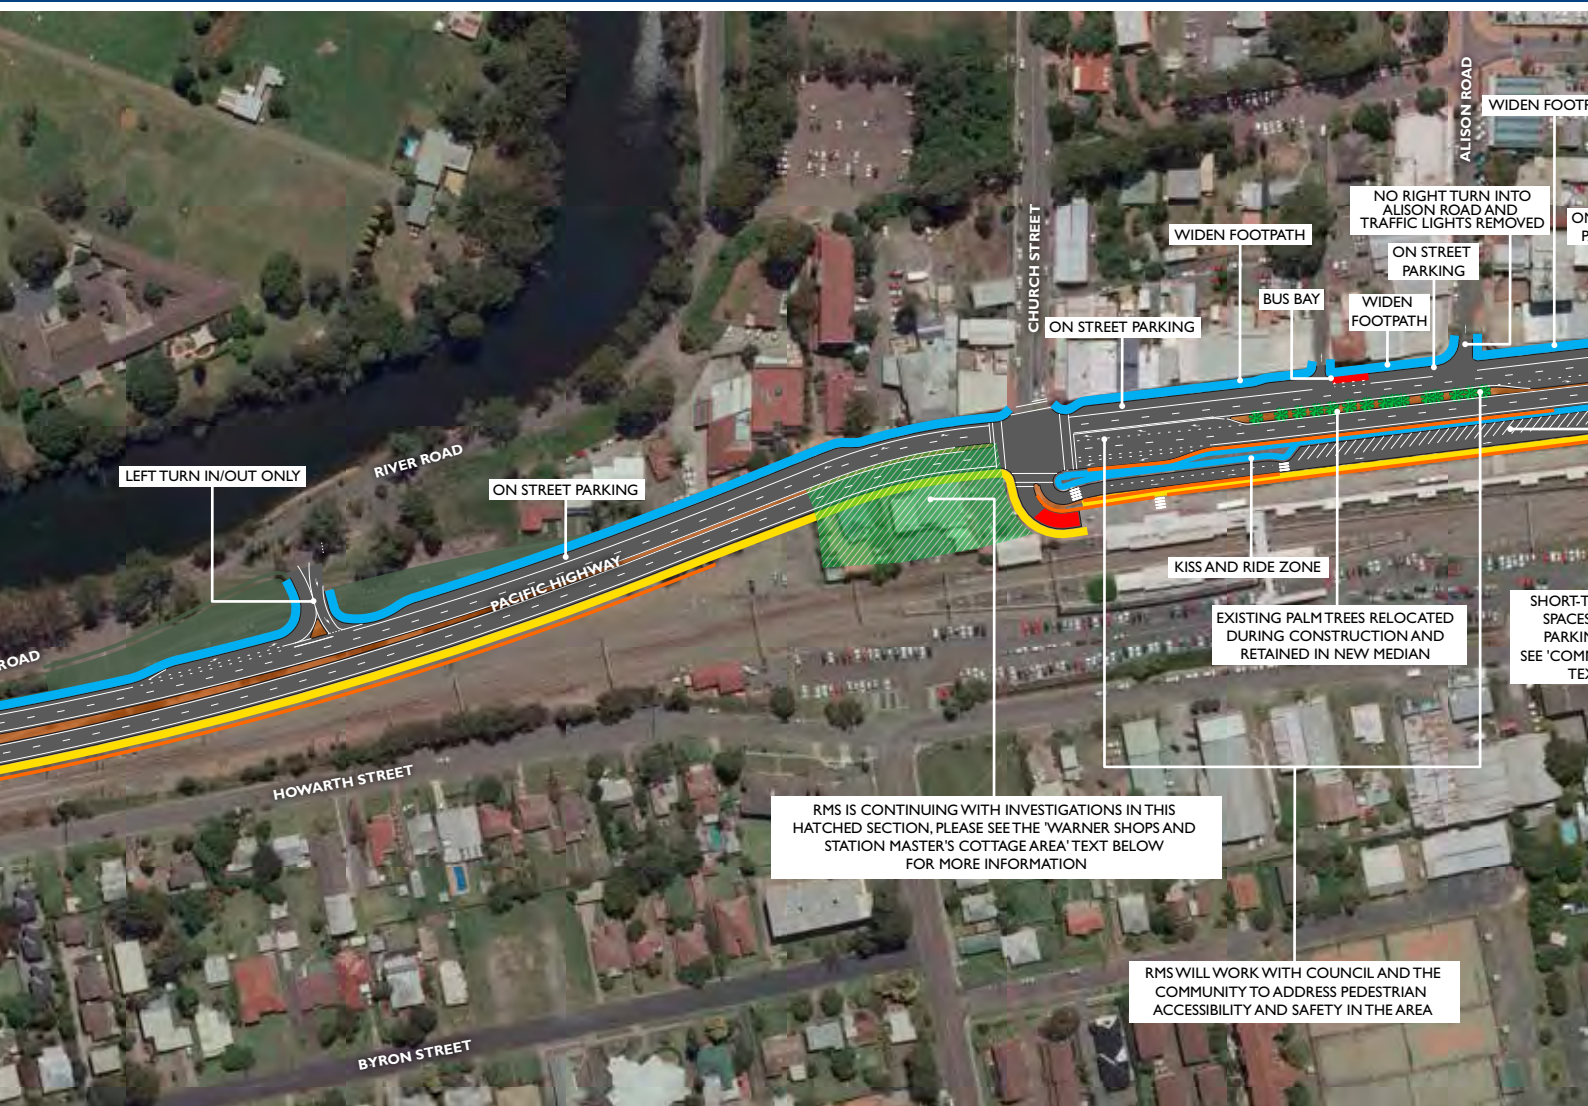 ALISON ROAD
WIDEN FOOTP
NO RIGHT TURN INTO
ALISON ROAD AND
TRAFFIC LIGHTS REMOVED
ON
P
WIDEN FOOTPATH
CHURCH STREET
ON STREET
PARKING
BUS BAY
WIDEN
FOOTPATH
ON STREET PARKING
RIVER ROAD
LEFT TURN IN/OUT ONLY
ON STREET PARKING
KISS AND RIDE ZONE
PACIFIC HIGHWAY
EXISTING PALM TREES RELOCATED
DURING CONSTRUCTION AND
RETAINED IN NEW MEDIAN
SHORT-T
SPACES
PARKIN
SEE 'COMM
TEX
ROAD
HOWARTH STREET
RMS IS CONTINUING WITH INVESTIGATIONS IN THIS
HATCHED SECTION, PLEASE SEE THE 'WARNER SHOPS AND
STATION MASTER'S COTTAGE AREA' TEXT BELOW
FOR MORE INFORMATION
RMS WILL WORK WITH COUNCIL AND THE
COMMUNITY TO ADDRESS PEDESTRIAN
ACCESSIBILITY AND SAFETY IN THE AREA
BYRON STREET